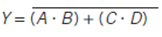 Y = \overline{(A · B) + (C · D)}